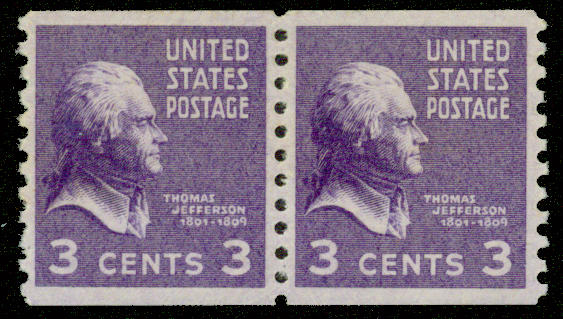 UNITED
STATES
POSTAGE
THOMAS
JEFFERSON
1801-1809
3 CENTS 3
UNITED
STATES
POSTAGE
THOMAS
JEFFERSON
1801-1809
3 CENTS 3